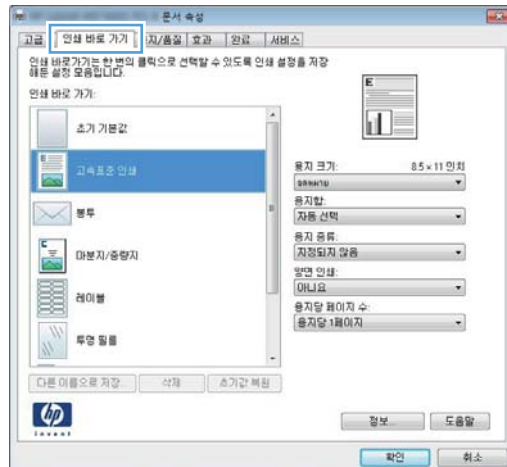 문서 속성
고급
인쇄 바로 가기
지/품질
효과
완료
서비스
인쇄 바로가기는 한 번의 클릭으로 선택할 수 있도록 인쇄 설정을 저장
해둔 설정 모음입니다.
인쇄 바로 가기:
초기 기본값
고속표준 인쇄
봉투
마분지/중량지
레이블
투명 필름
다른 이름으로 저장...
삭제
초기값 복원
E
용지 크기: 8.5 × 11 인치
จดหมาย
용지함:
자동 선택
용지 종류:
지정되지 않음
양면 인쇄:
아니요
용지당 페이지 수:
용지당 1페이지
hp
invent
정보...
도움말
확인
취소